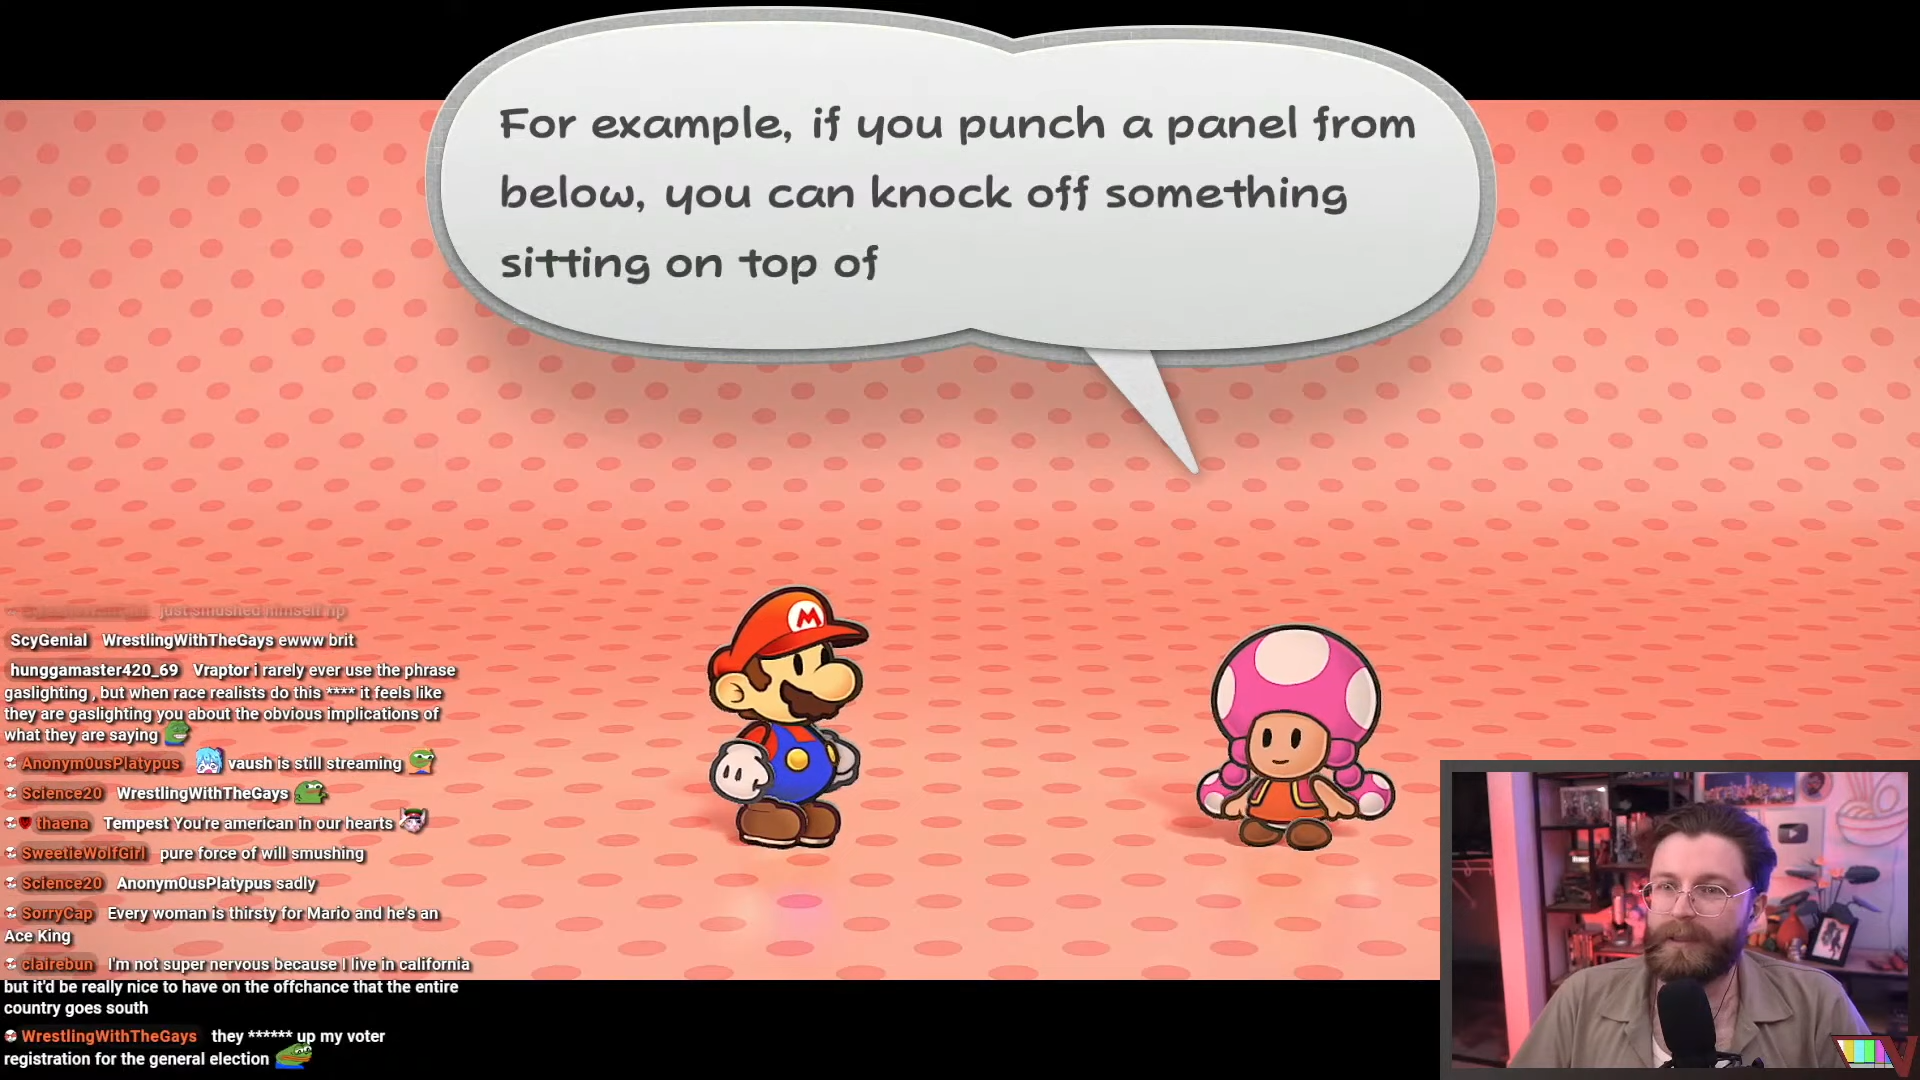 For example, if you punch a panel from
below, you can knock off something
sitting on top of
M
just smushed himself rip
ScyGenial WrestlingWithTheGays ewww brit
hunggamaster420_69 Vraptor i rarely ever use the phrase
gaslighting , but when race realists do this **** it feels like
they are gaslighting you about the obvious implications of
what they are saying
Anonym0usPlatypus vaush is still streaming
Science20 WrestlingWithTheGays
thaena Tempest You're american in our hearts
SweetieWolfGirl pure force of will smushing
Science20 Anonym0usPlatypus sadly
SorryCap Every woman is thirsty for Mario and he's an
Ace King
clairebun I'm not super nervous because I live in california
but it'd be really nice to have on the offchance that the entire
country goes south
WrestlingWithTheGays they ****** up my voter
registration for the general election
V